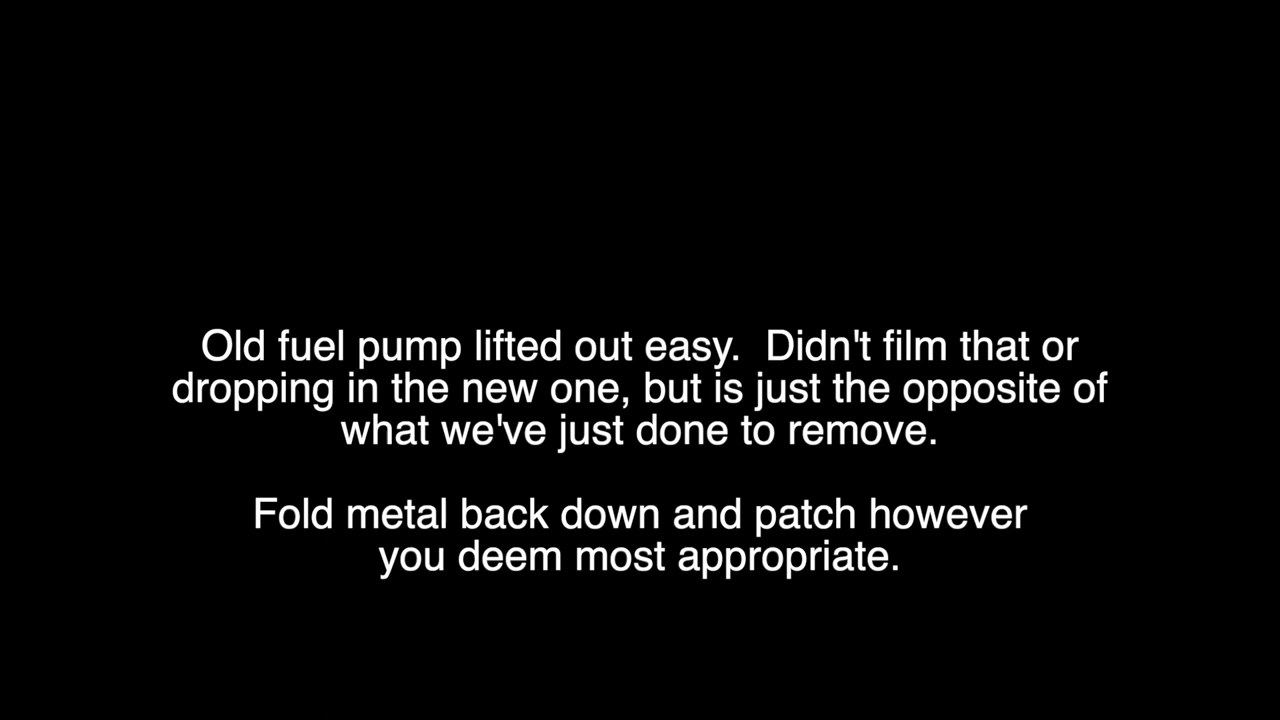 Old fuel pump lifted out easy.  Didn't film that or
dropping in the new one, but is just the opposite of
what we've just done to remove.
Fold metal back down and patch however
you deem most appropriate.